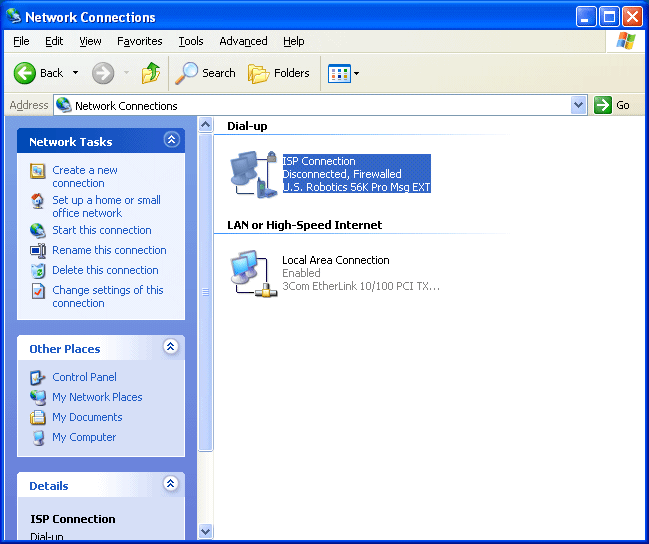 Network Connections
File Edit View Favorites Tools Advanced Help
Back Search Folders
Address Network Connections Go
Network Tasks
Create a new
connection
Set up a home or small
office network
Start this connection
Rename this connection
Delete this connection
Change settings of this
connection
Other Places
Control Panel
My Network Places
My Documents
My Computer
Details
ISP Connection
Dial-up
Dial-up
ISP Connection
Disconnected, Firewalled
U.S. Robotics 56K Pro Msg EXT
LAN or High-Speed Internet
Local Area Connection
Enabled
3Com EtherLink 10/100 PCI TX...